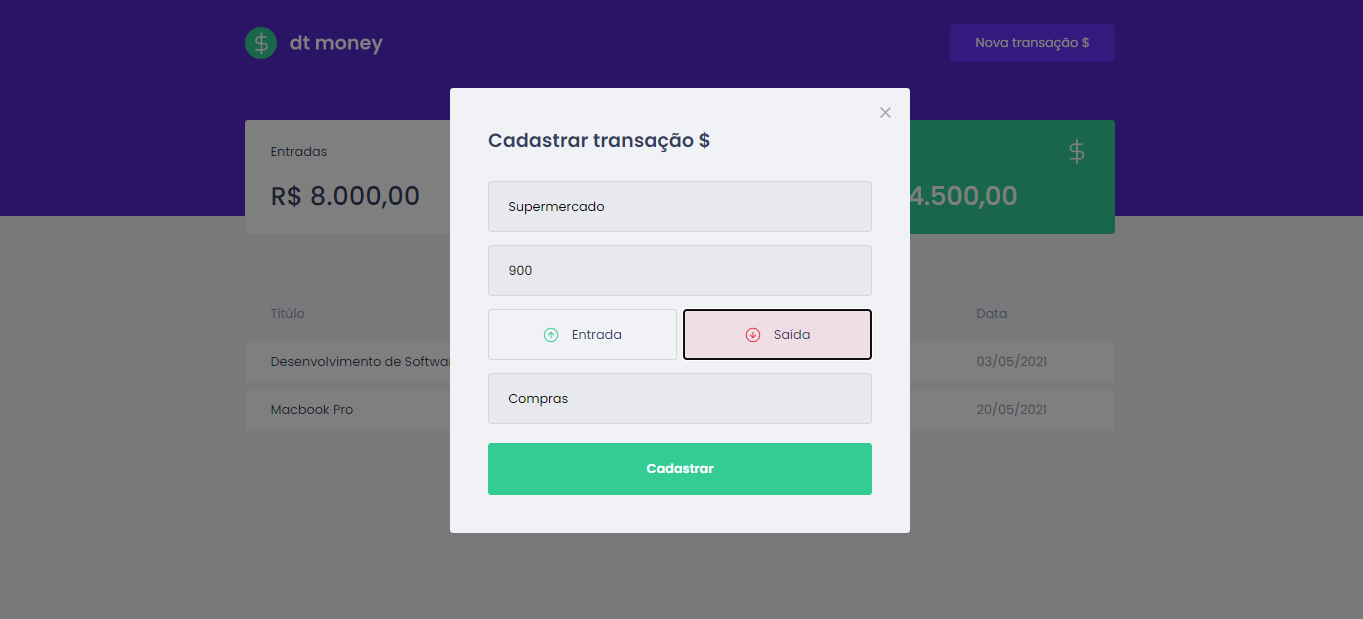 dt money
Nova transação $
Cadastrar transação $
Entradas
R$ 8.000,00
4.500,00
Supermercado
900
Entrada
Saída
Compras
Cadastrar
Titúlo
Data
Desenvolvimento de Softwar
03/05/2021
Macbook Pro
20/05/2021